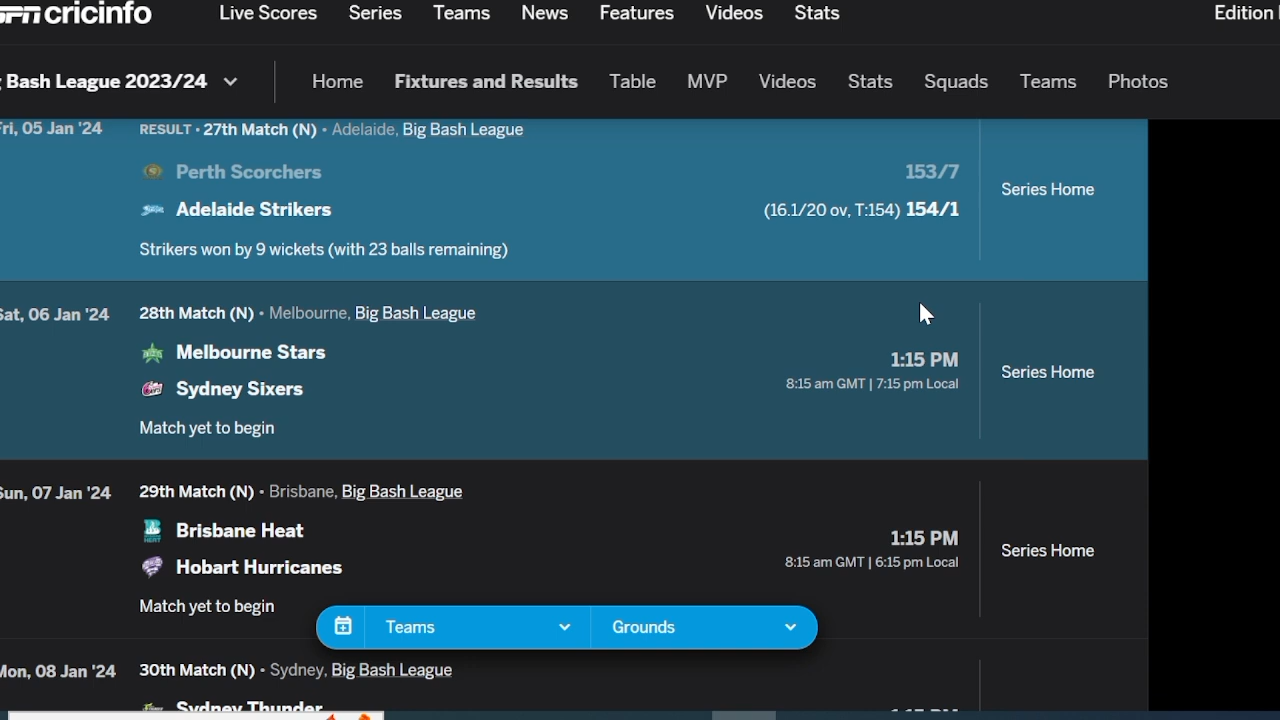 cricinfo
Live Scores Series Teams News Features Videos Stats Edition
Bash League 2023/24
Home Fixtures and Results Table MVP Videos Stats Squads Teams Photos
Fri, 05 Jan '24
RESULT • 27th Match (N) • Adelaide, Big Bash League
Perth Scorchers 153/7
Adelaide Strikers (16.1/20 ov, T:154) 154/1
Strikers won by 9 wickets (with 23 balls remaining)
Series Home
Sat, 06 Jan '24
28th Match (N) • Melbourne, Big Bash League
Melbourne Stars
Sydney Sixers
1:15 PM
8:15 am GMT | 7:15 pm Local
Match yet to begin
Series Home
Sun, 07 Jan '24
29th Match (N) • Brisbane, Big Bash League
Brisbane Heat
Hobart Hurricanes
1:15 PM
8:15 am GMT | 6:15 pm Local
Match yet to begin
Series Home
Teams Grounds
Mon, 08 Jan '24
30th Match (N) • Sydney, Big Bash League
Sydney Thunder
1:15 PM